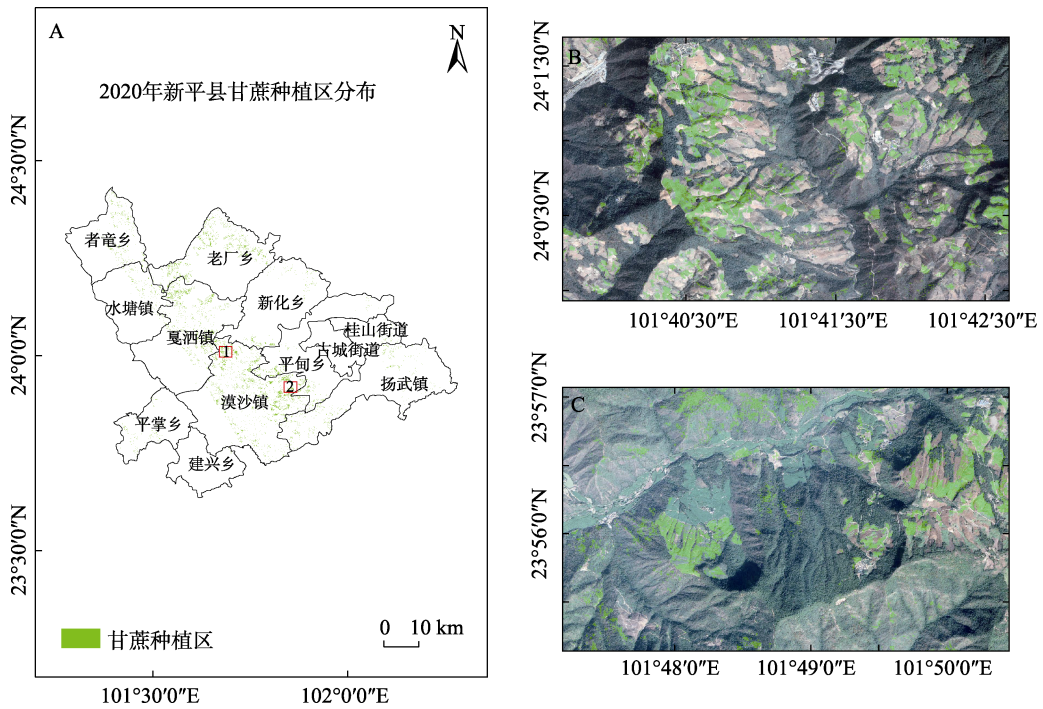 A
N
2020年新平县甘蔗种植区分布
24°30′0″N
24°0′0″N
23°30′0″N
者竜乡
老厂乡
水塘镇
新化乡
戛洒镇
桂山街道
古城街道
1
平甸乡
扬武镇
2
漠沙镇
平掌乡
建兴乡
甘蔗种植区
0 10 km
101°30′0″E
102°0′0″E
B
24°1′30″N
24°0′30″N
101°40′30″E
101°41′30″E
101°42′30″E
C
23°57′0″N
23°56′0″N
101°48′0″E
101°49′0″E
101°50′0″E